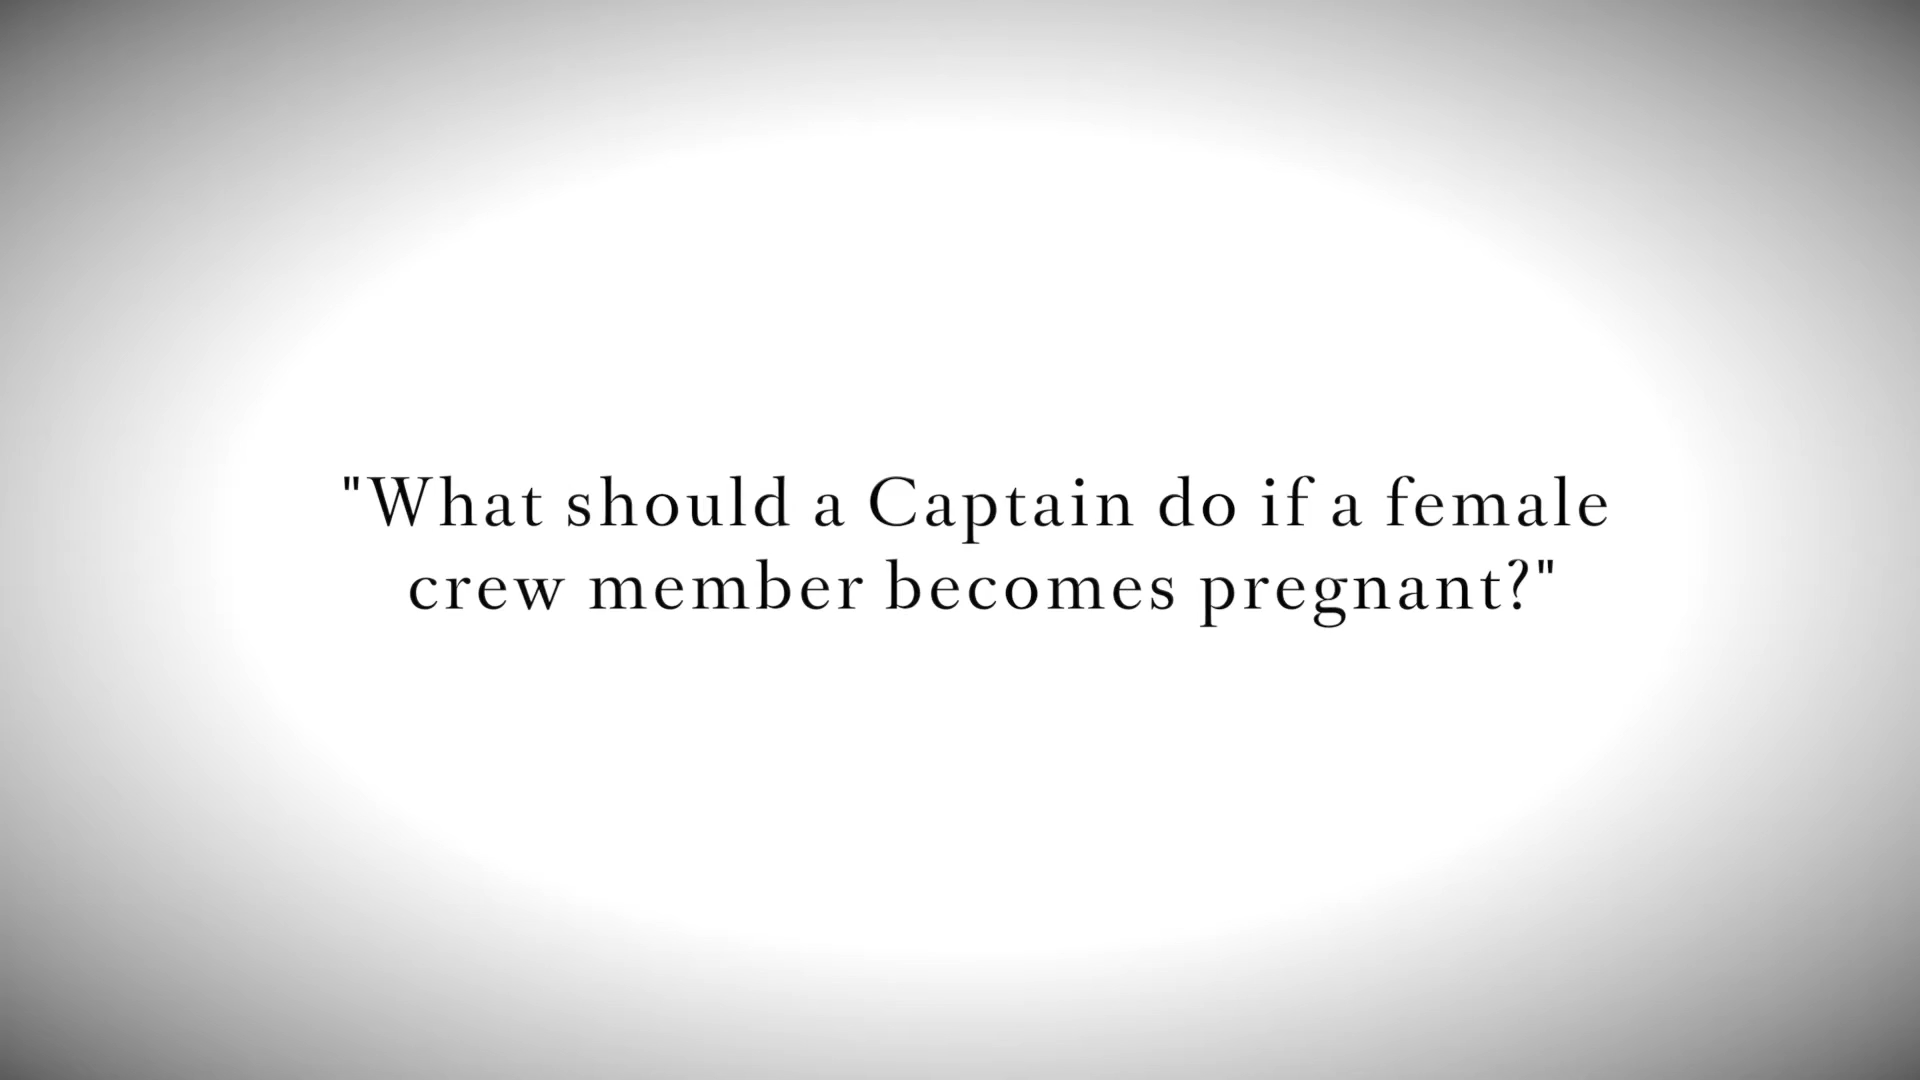 "What should a Captain do if a female
crew member becomes pregnant?"